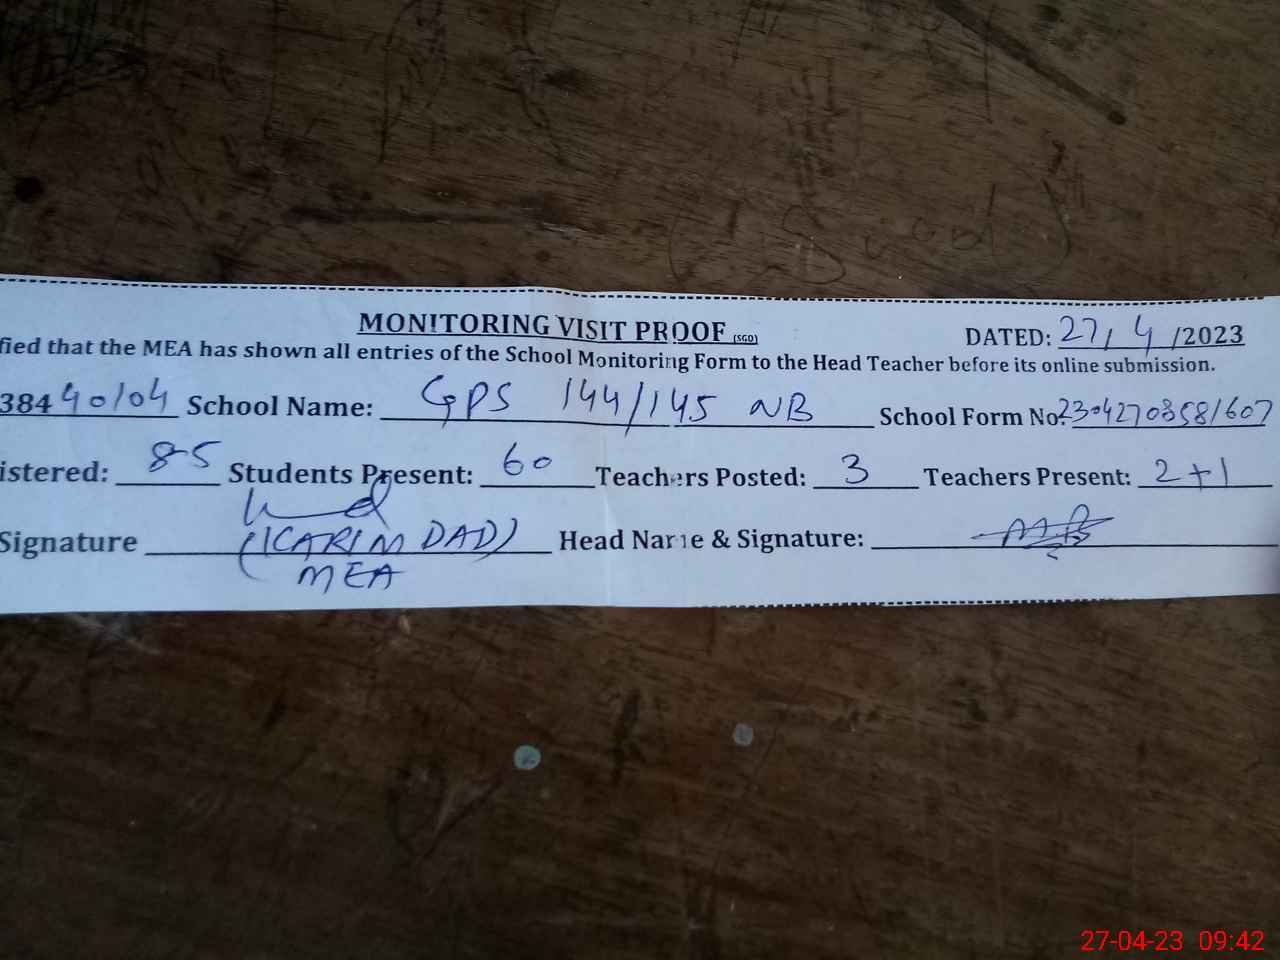 MONITORING VISIT PROOF (SGD)
DATED: 27/4/2023
fied that the MEA has shown all entries of the School Monitoring Form to the Head Teacher before its online submission.
38440104 School Name: GPS 144/145 NB School Form No:
istered: 85 Students Present: 60 Teachers Posted: 3 Teachers Present: 2+1
Signature (KARIM DAD) Head Name & Signature:
MEA
27-04-23 09:42